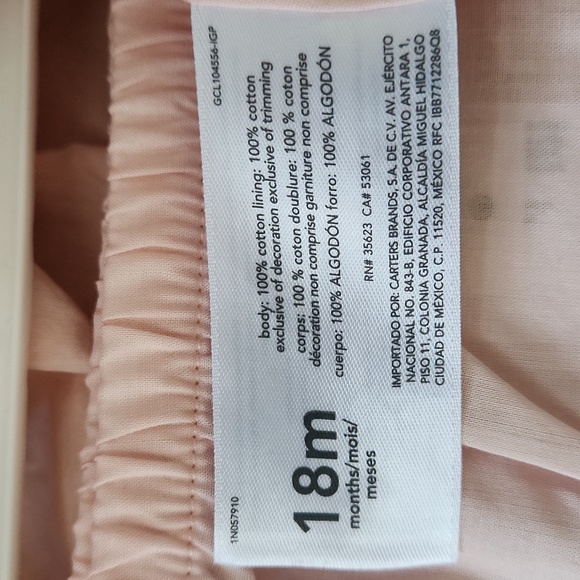 1N057910
GCL104556-IGP
18m
months/mois/
meses
body: 100% cotton lining: 100% cotton
exclusive of decoration exclusive of trimming
corps: 100 % coton doublure: 100 % coton
décoration non comprise garniture non comprise
cuerpo: 100% ALGODÓN forro: 100% ALGODÓN
RN# 35623 CA# 53061
IMPORTADO POR: CARTERS BRANDS, S.A. DE C.V. AV. EJÉRCITO
NACIONAL NO. 843-B, EDIFICIO CORPORATIVO ANTARA 1,
PISO 11, COLONIA GRANADA, ALCALDÍA MIGUEL HIDALGO
CIUDAD DE MÉXICO, C.P. 11520, MÉXICO RFC IBB7712286Q8